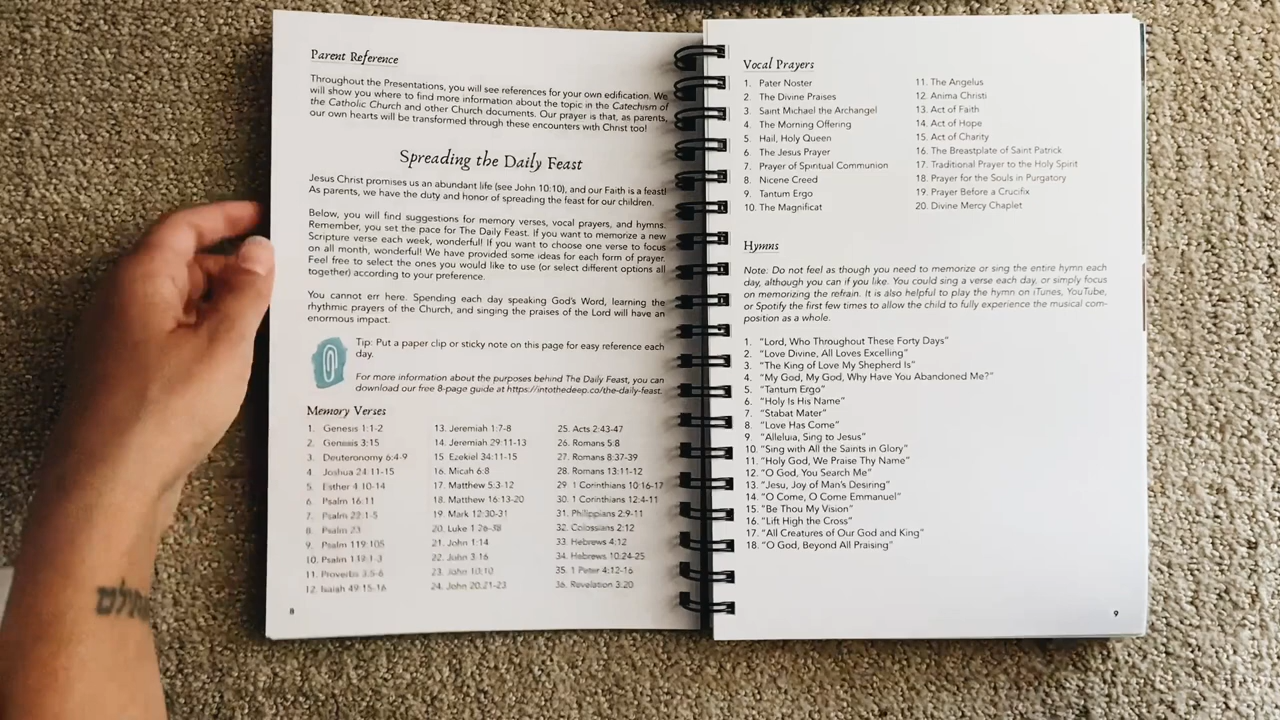 Parent Reference
Throughout the Presentations, you will see references for your own edification. We
will show you where to find more information about the topic in the Catechism of
the Catholic Church and other Church documents. Our prayer is that, as parents,
our own hearts will be transformed through these encounters with Christ too!
Spreading the Daily Feast
Jesus Christ promises us an abundant life (see John 10:10), and our Faith is a feast!
As parents, we have the duty and honor of spreading the feast for our children.
Below, you will find suggestions for memory verses, vocal prayers, and hymns.
Remember, you set the pace for The Daily Feast. If you want to memorize a new
Scripture verse each week, wonderful! If you want to choose one verse to focus
on all month, wonderful! We have provided some ideas for each form of prayer.
Feel free to select the ones you would like to use (or select different options all
together) according to your preference.
You cannot err here. Spending each day speaking God's Word, learning the
rhythmic prayers of the Church, and singing the praises of the Lord will have an
enormous impact.
Tip: Put a paper clip or sticky note on this page for easy reference each
day.
For more information about the purposes behind The Daily Feast, you can
download our free 8-page guide at https://intothedeep.co/the-daily-feast.
Memory Verses
1. Genesis 1:1-2
2. Genesis 3:15
3. Deuteronomy 6:4-9
4. Joshua 24:11-15
5. Esther 4:10-14
6. Psalm 16:11
7. Psalm 22:1-5
8. Psalm 23
9. Psalm 119:105
10. Psalm 139:1-3
11. Proverbs 3:5-6
12. Isaiah 49:15-16
13. Jeremiah 1:7-8
14. Jeremiah 29:11-13
15. Ezekiel 34:11-15
16. Micah 6:8
17. Matthew 5:3-12
18. Matthew 16:13-20
19. Mark 12:30-31
20. Luke 1:26-38
21. John 1:14
22. John 3:16
23. John 10:10
24. John 20:21-23
25. Acts 2:43-47
26. Romans 5:8
27. Romans 8:37-39
28. Romans 13:11-12
29. 1 Corinthians 10:16-17
30. 1 Corinthians 12:4-11
31. Philippians 2:9-11
32. Colossians 2:12
33. Hebrews 4:12
34. Hebrews 10:24-25
35. 1 Peter 4:12-16
36. Revelation 3:20
8
Vocal Prayers
1. Pater Noster
2. The Divine Praises
3. Saint Michael the Archangel
4. The Morning Offering
5. Hail, Holy Queen
6. The Jesus Prayer
7. Prayer of Spiritual Communion
8. Nicene Creed
9. Tantum Ergo
10. The Magnificat
11. The Angelus
12. Anima Christi
13. Act of Faith
14. Act of Hope
15. Act of Charity
16. The Breastplate of Saint Patrick
17. Traditional Prayer to the Holy Spirit
18. Prayer for the Souls in Purgatory
19. Prayer Before a Crucifix
20. Divine Mercy Chaplet
Hymns
Note: Do not feel as though you need to memorize or sing the entire hymn each
day, although you can if you like. You could sing a verse each day, or simply focus
on memorizing the refrain. It is also helpful to play the hymn on iTunes, YouTube,
or Spotify the first few times to allow the child to fully experience the musical com-
position as a whole.
1. "Lord, Who Throughout These Forty Days"
2. "Love Divine, All Loves Excelling"
3. "The King of Love My Shepherd Is"
4. "My God, My God, Why Have You Abandoned Me?"
5. "Tantum Ergo"
6. "Holy Is His Name"
7. "Stabat Mater"
8. "Love Has Come"
9. "Alleluia, Sing to Jesus"
10. "Sing with All the Saints in Glory"
11. "Holy God, We Praise Thy Name"
12. "O God, You Search Me"
13. "Jesu, Joy of Man's Desiring"
14. "O Come, O Come Emmanuel"
15. "Be Thou My Vision"
16. "Lift High the Cross"
17. "All Creatures of Our God and King"
18. "O God, Beyond All Praising"
9